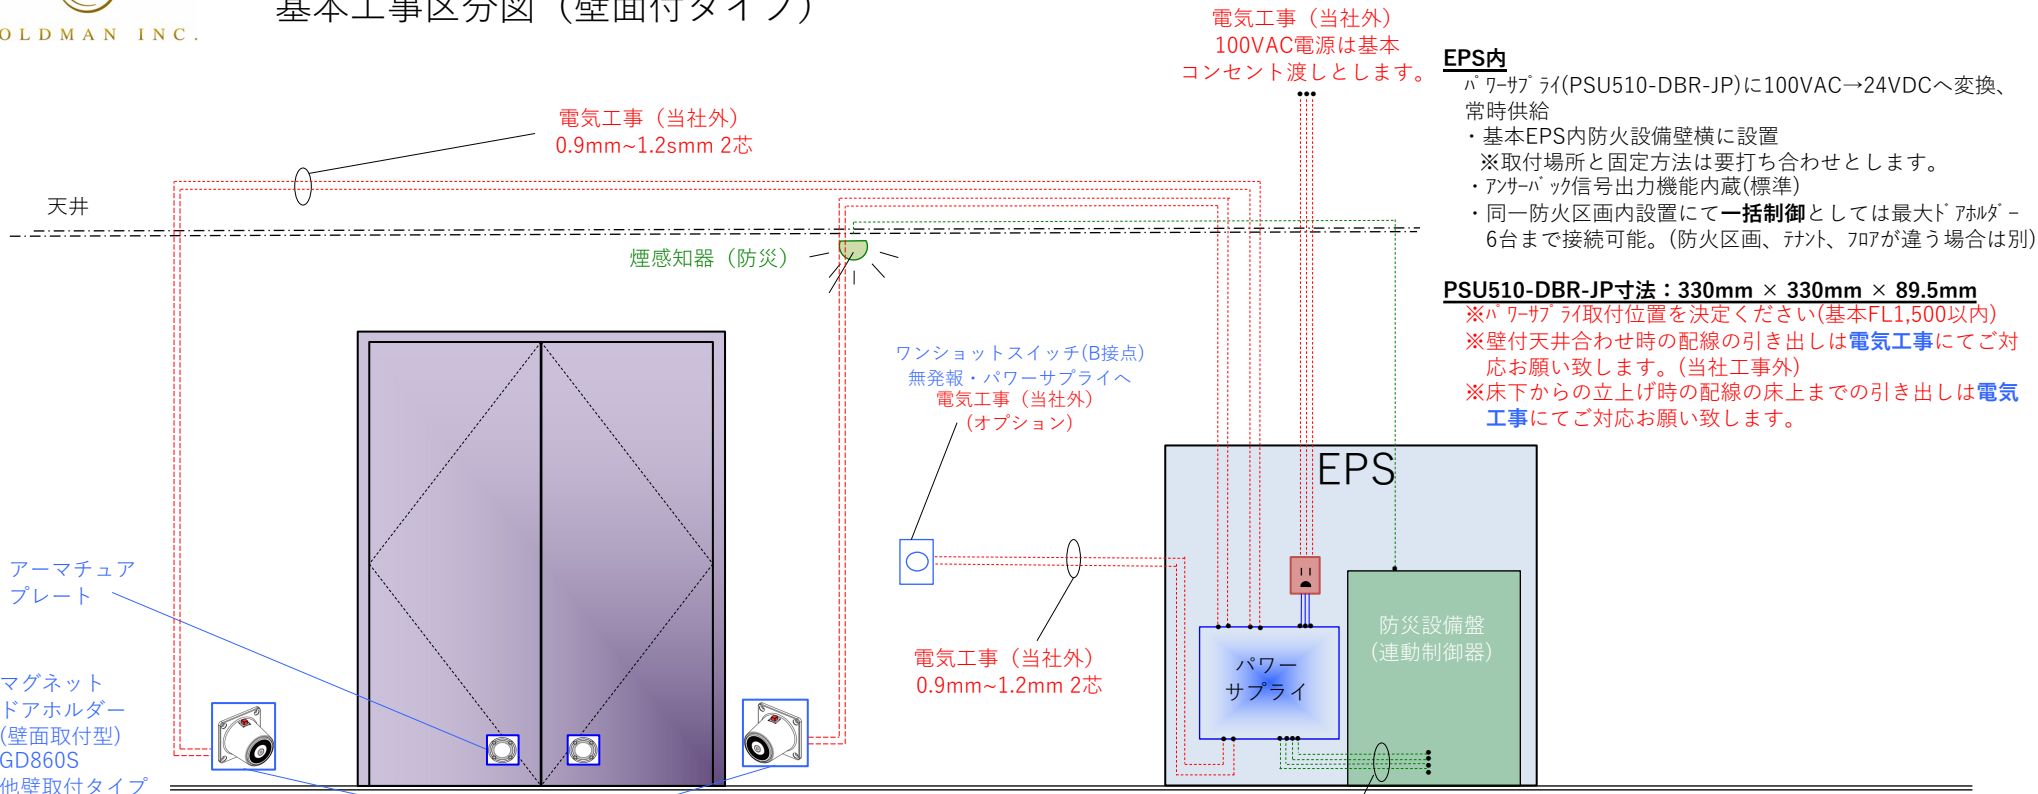 OLDMAN INC.
基本工事区分図（壁面付タイプ）
電気工事（当社外）
100VAC電源は基本
コンセント渡しとします。
EPS内
ﾊﾟﾜｰｻﾌﾟﾗｲ(PSU510-DBR-JP)に100VAC→24VDCへ変換、
常時供給
・基本EPS内防火設備壁横に設置
※取付場所と固定方法は要打ち合わせとします。
・ｱﾝｻｰﾊﾞｯｸ信号出力機能内蔵(標準)
・同一防火区画内設置にて一括制御としては最大ﾄﾞｱﾎﾙﾀﾞｰ
6台まで接続可能。(防火区画、ﾃﾅﾝﾄ、ﾌﾛｱが違う場合は別)
PSU510-DBR-JP寸法：330mm × 330mm × 89.5mm
※ﾊﾟﾜｰｻﾌﾟﾗｲ取付位置を決定ください(基本FL1,500以内)
※壁付天井合わせ時の配線の引き出しは電気工事にてご対
応お願い致します。(当社工事外)
※床下からの立上げ時の配線の床上までの引き出しは電気
工事にてご対応お願い致します。
電気工事（当社外）
0.9mm~1.2smm 2芯
天井
煙感知器（防災）
ワンショットスイッチ(B接点)
無発報・パワーサプライへ
電気工事（当社外）
(オプション)
EPS
アーマチュア
プレート
防災設備盤
(連動制御器)
パワー
サプライ
電気工事（当社外）
0.9mm~1.2mm 2芯
マグネット
ドアホルダー
(壁面取付型)
GD860S
他壁取付タイプ